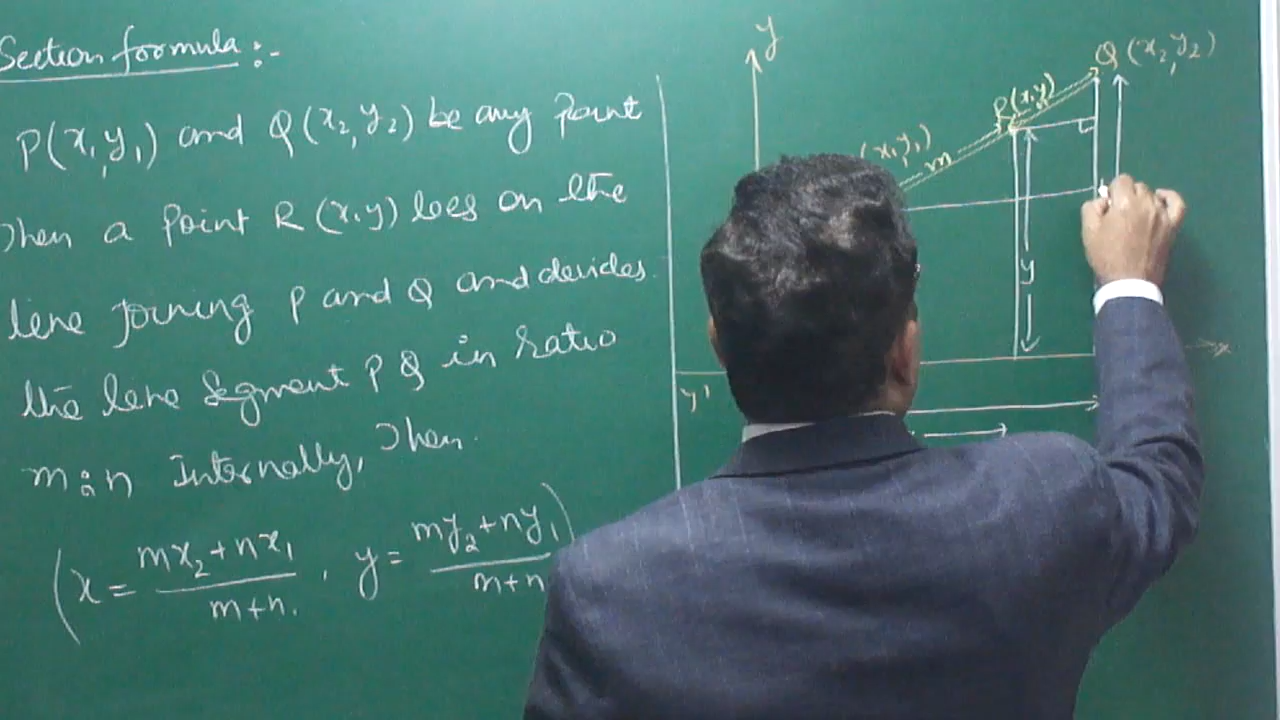 Section formula :-
P(x₁,y₁) and Q(x₂,y₂) be any point
Then a point R (x,y) loes on the
line joining P and Q and devides
the line segment PQ in ratio
m:n Internally, Then.
(x = mx₂+nx₁ / m+n. , y = my₂+ny₁ / m+n)
y
Q (x₂,y₂)
R(x,y)
n
(x₁,y₁)
m
y
x
y'